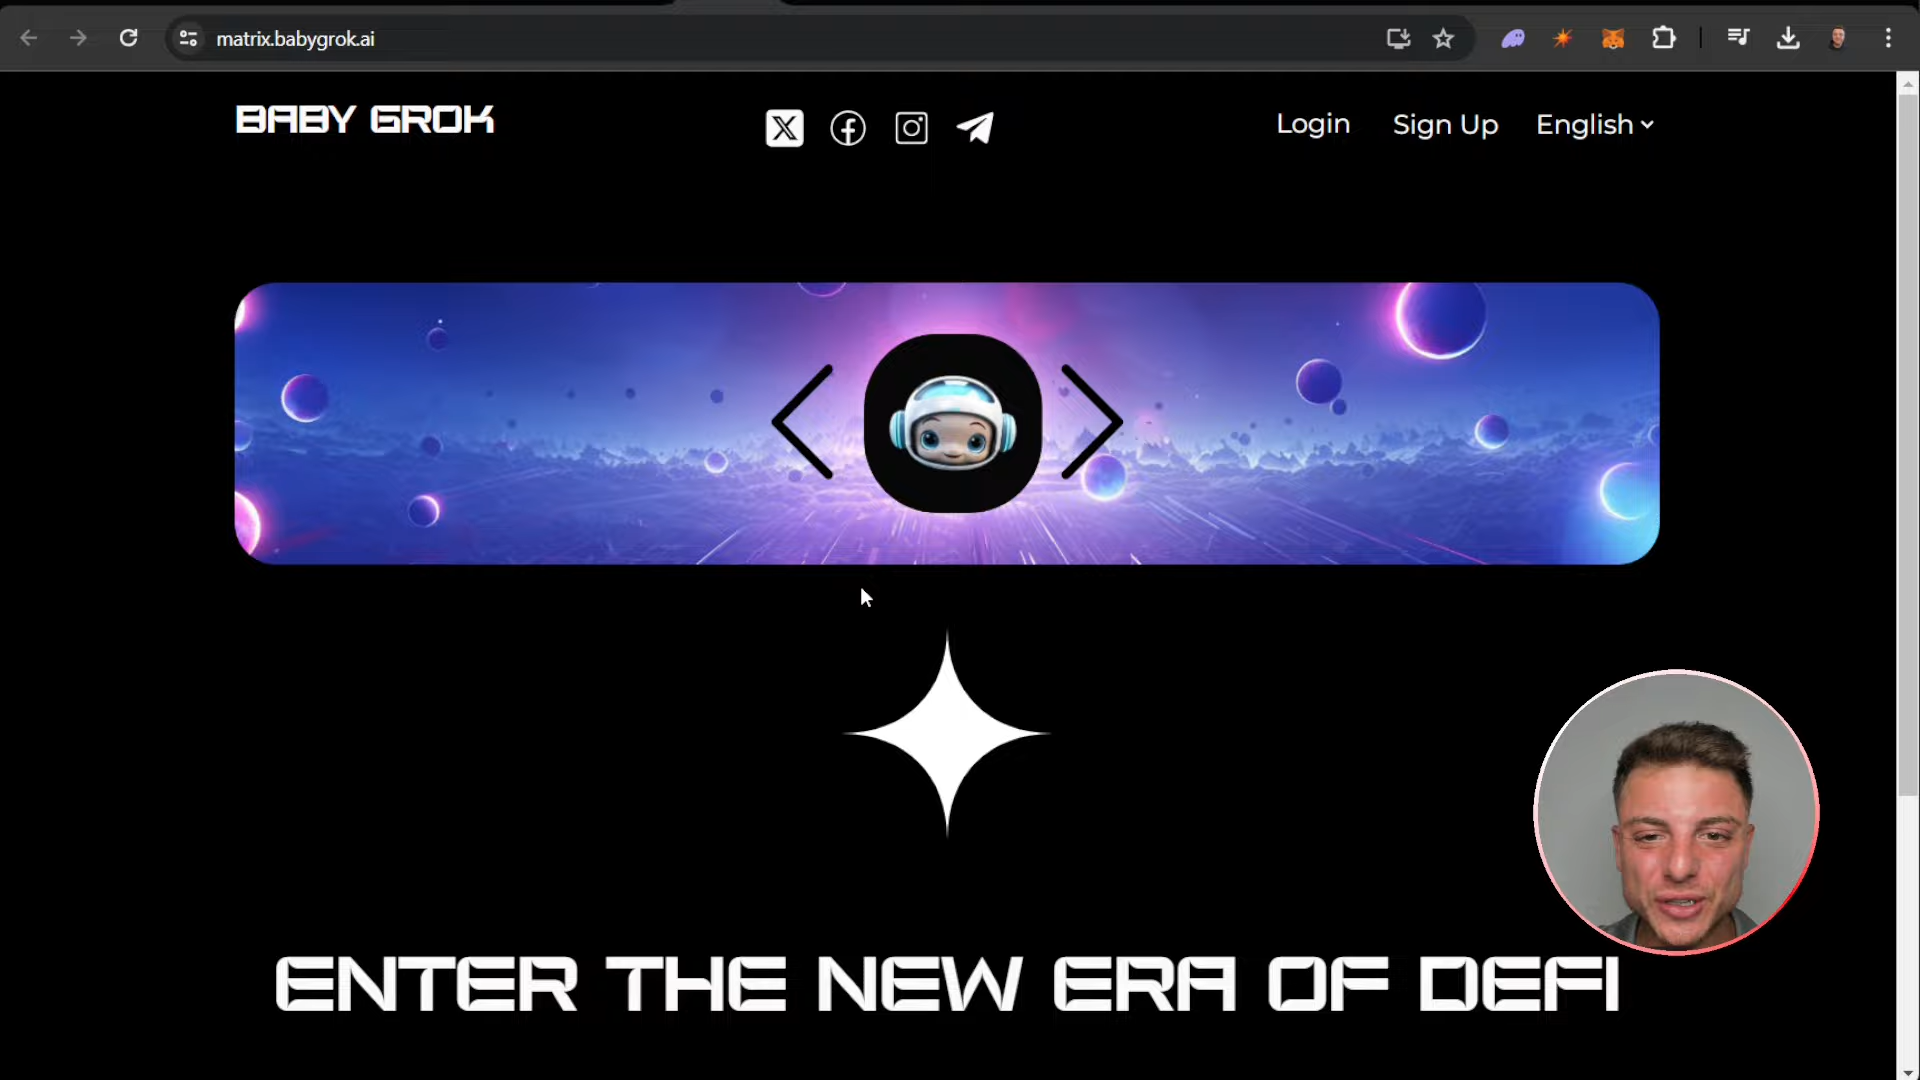 matrix.babygrok.ai
BABY GROK
Login
Sign Up
English
ENTER THE NEW ERA OF DEFI